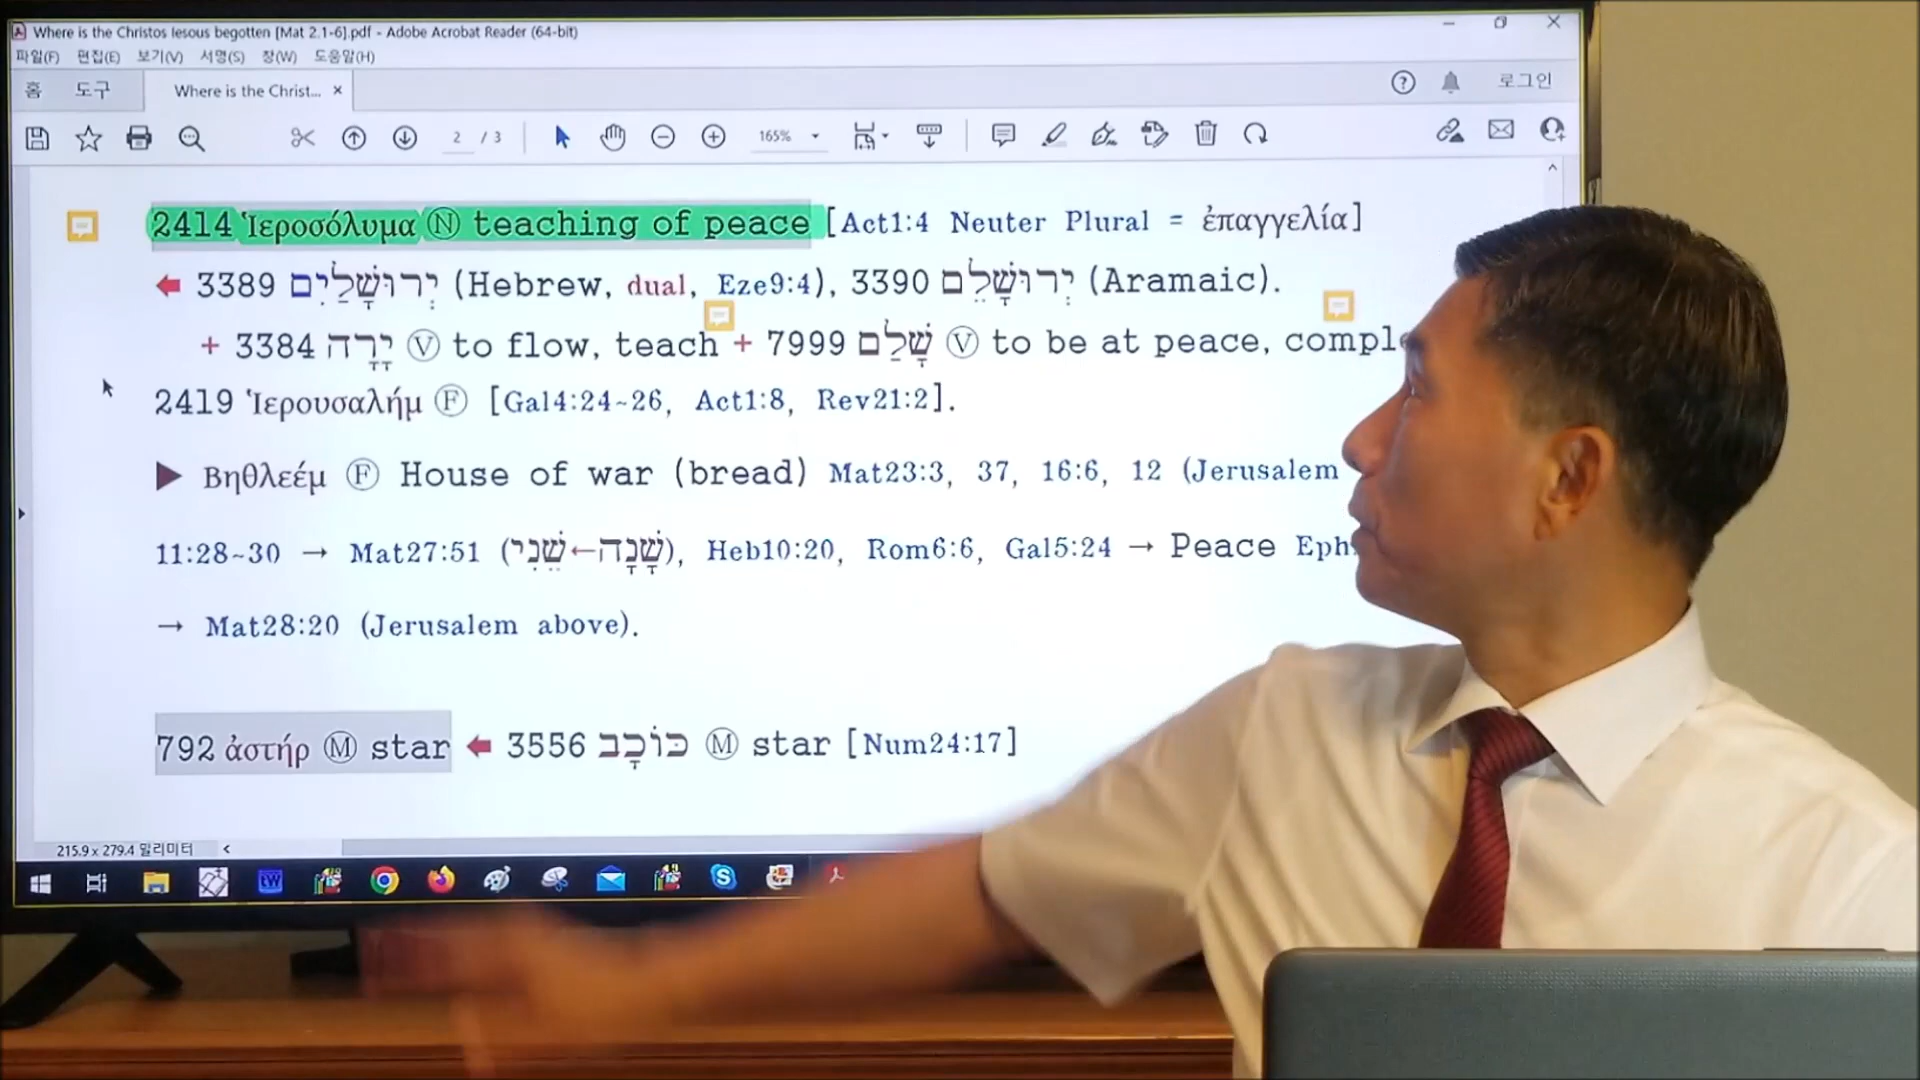 Where is the Christos Iesous begotten [Mat 2.1-6].pdf - Adobe Acrobat Reader (64-bit)
파일(F) 편집(E) 보기(V) 서명(S) 창(W) 도움말(H)
홈 도구 Where is the Christ... × 로그인
2 / 3 165%
2414 Ἱεροσόλυμα Ⓝ teaching of peace [Act1:4 Neuter Plural = ἐπαγγελία]
3389 יְרוּשָׁלַיִם (Hebrew, dual, Eze9:4), 3390 יְרוּשָׁלֵם (Aramaic).
+ 3384 יָרָה Ⓥ to flow, teach + 7999 שָׁלַם Ⓥ to be at peace,
2419 Ἱερουσαλήμ Ⓕ [Gal4:24~26, Act1:8, Rev21:2].
▶ Βηθλεέμ Ⓕ House of war (bread) Mat23:3, 37, 16:6, 12 (Jerusalem
11:28~30 → Mat27:51 (שָׁנָה→שֵׁנִי), Heb10:20, Rom6:6, Gal5:24 → Peace Eph
→ Mat28:20 (Jerusalem above).
792 ἀστήρ Ⓜ star 3556 כּוֹכָב Ⓜ star [Num24:17]
215.9 x 279.4 밀리미터